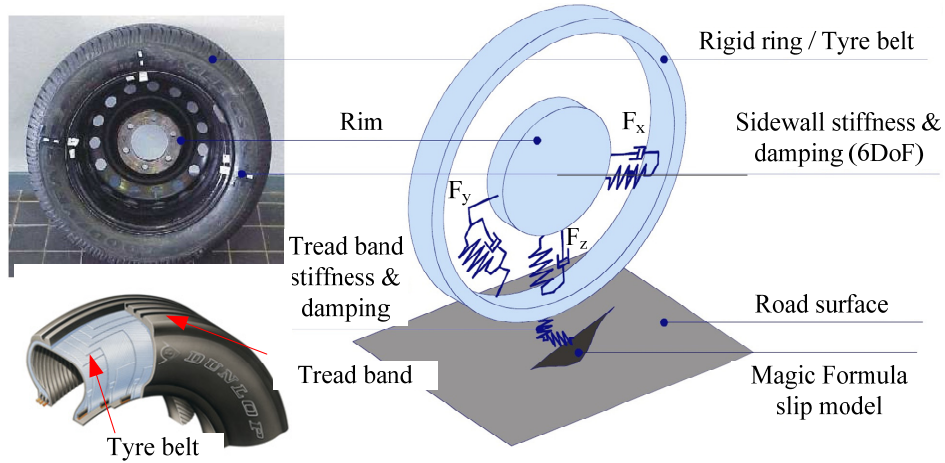 Rigid ring / Tyre belt
Rim
Sidewall stiffness &
damping (6DoF)
Fx
Fy
Fz
Tread band
stiffness &
damping
Road surface
Tread band
Magic Formula
slip model
DUNLOP
Tyre belt